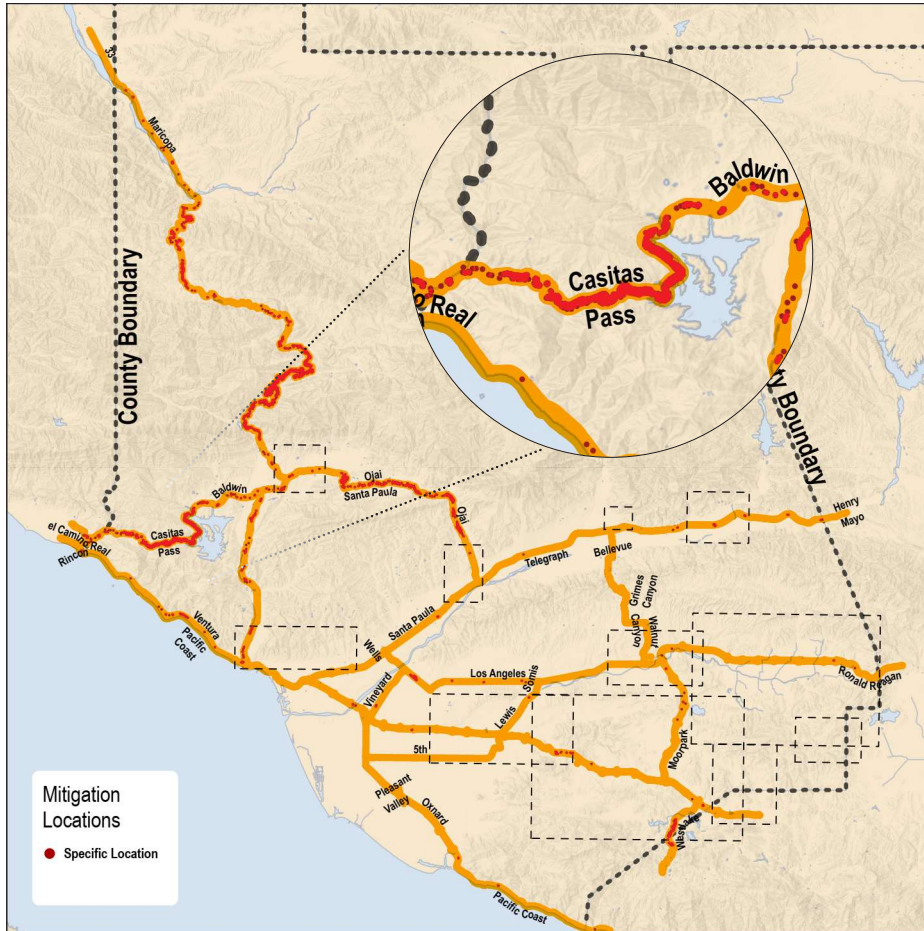 33
Maricopa
County Boundary
Baldwin
Casitas
Pass
o Real
ty Boundary
Ojai
Santa Paula
Ojai
Baldwin
Casitas
Pass
el Camino Real
Rincon
Ventura
Pacific
Coast
Henry
Mayo
Telegraph
Bellevue
Grimes
Canyon
Walnut
Canyon
Santa Paula
Wells
Vineyard
Los Angeles
Somis
Lewis
5th
Ronald Reagan
Moorpark
Pleasant
Valley
Oxnard
Pacific Coast
Mitigation
Locations
Specific Location